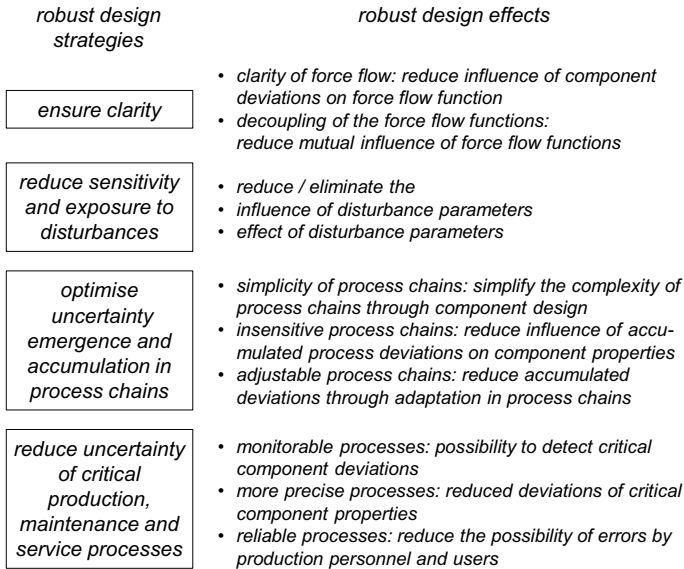 robust design
strategies
robust design effects
ensure clarity
• clarity of force flow: reduce influence of component
deviations on force flow function
• decoupling of the force flow functions:
reduce mutual influence of force flow functions
reduce sensitivity
and exposure to
disturbances
• reduce / eliminate the
• influence of disturbance parameters
• effect of disturbance parameters
optimise
uncertainty
emergence and
accumulation in
process chains
• simplicity of process chains: simplify the complexity of
process chains through component design
• insensitive process chains: reduce influence of accu-
mulated process deviations on component properties
• adjustable process chains: reduce accumulated
deviations through adaptation in process chains
reduce uncertainty
of critical
production,
maintenance and
service processes
• monitorable processes: possibility to detect critical
component deviations
• more precise processes: reduced deviations of critical
component properties
• reliable processes: reduce the possibility of errors by
production personnel and users